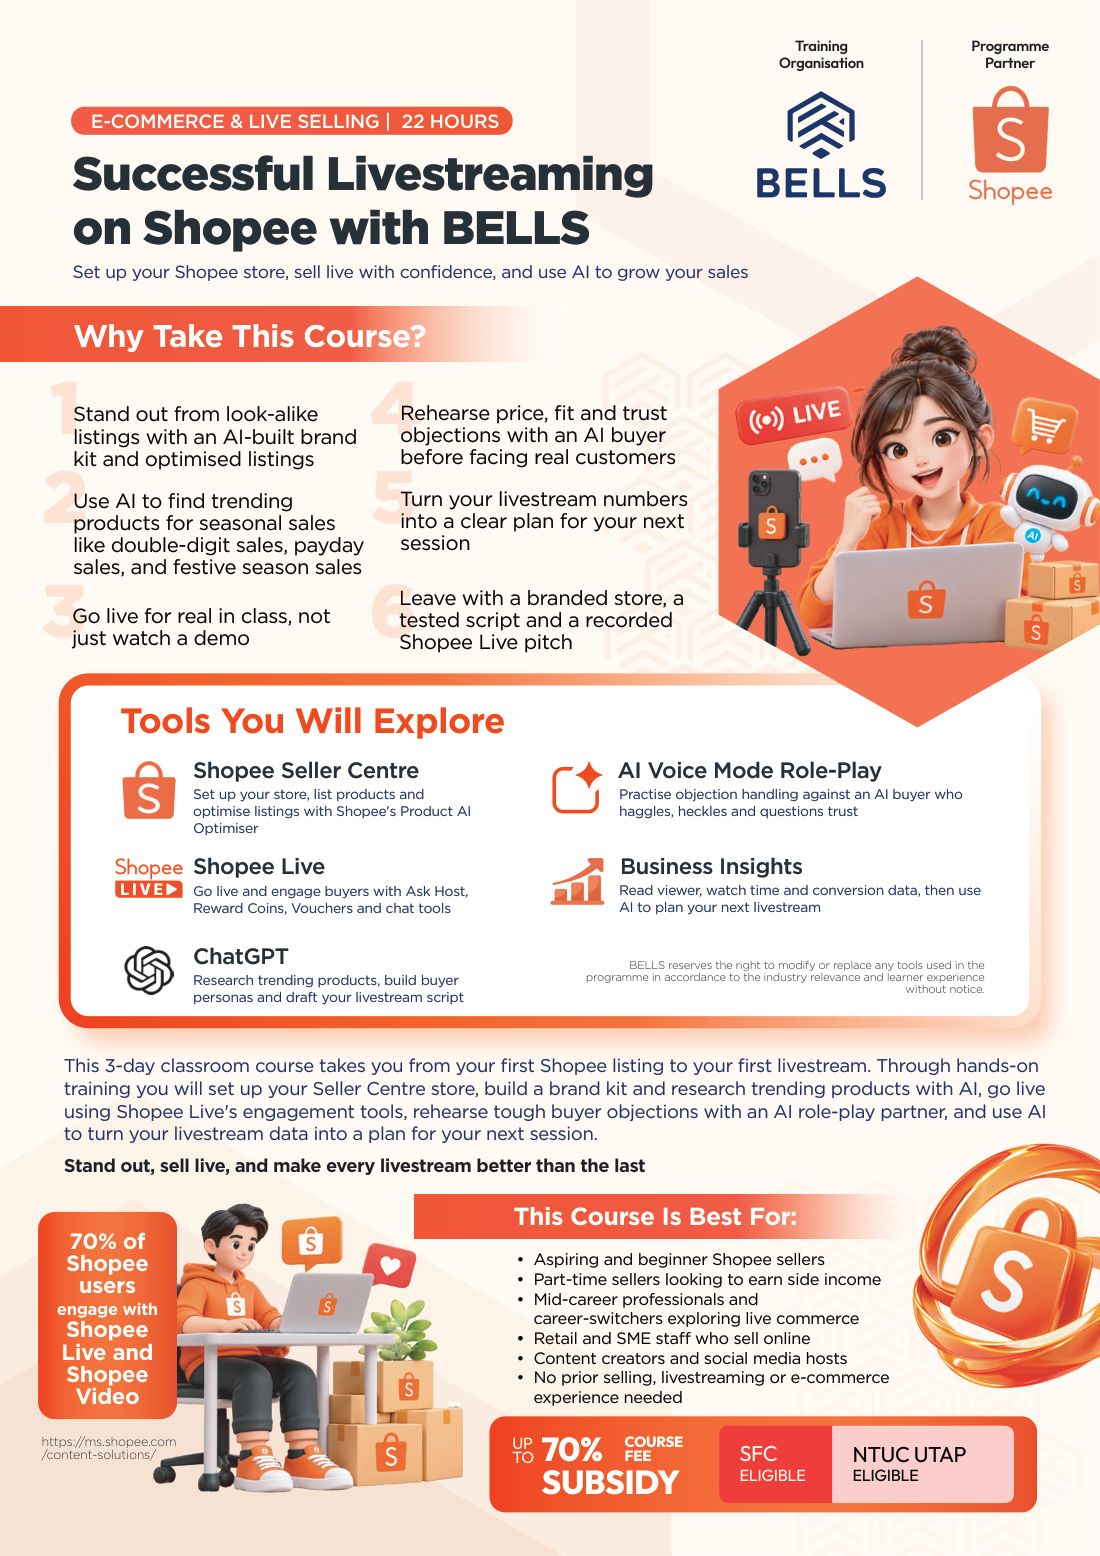 Training
Organisation
BELLS
Programme
Partner
S
Shopee
E-COMMERCE & LIVE SELLING | 22 HOURS
Successful Livestreaming
on Shopee with BELLS
Set up your Shopee store, sell live with confidence, and use AI to grow your sales
Why Take This Course?
1
Stand out from look-alike
listings with an AI-built brand
kit and optimised listings
2
Use AI to find trending
products for seasonal sales
like double-digit sales, payday
sales, and festive season sales
3
Go live for real in class, not
just watch a demo
4
Rehearse price, fit and trust
objections with an AI buyer
before facing real customers
5
Turn your livestream numbers
into a clear plan for your next
session
6
Leave with a branded store, a
tested script and a recorded
Shopee Live pitch
LIVE
S
AI
S
S
S
Tools You Will Explore
S
Shopee Seller Centre
Set up your store, list products and
optimise listings with Shopee's Product AI
Optimiser
Shopee
LIVE
Shopee Live
Go live and engage buyers with Ask Host,
Reward Coins, Vouchers and chat tools
ChatGPT
Research trending products, build buyer
personas and draft your livestream script
AI Voice Mode Role-Play
Practise objection handling against an AI buyer who
haggles, heckles and questions trust
Business Insights
Read viewer, watch time and conversion data, then use
AI to plan your next livestream
BELLS reserves the right to modify or replace any tools used in the
programme in accordance to the industry relevance and learner experience
without notice.
This 3-day classroom course takes you from your first Shopee listing to your first livestream. Through hands-on
training you will set up your Seller Centre store, build a brand kit and research trending products with AI, go live
using Shopee Live's engagement tools, rehearse tough buyer objections with an AI role-play partner, and use AI
to turn your livestream data into a plan for your next session.
Stand out, sell live, and make every livestream better than the last
70% of
Shopee
users
engage with
Shopee
Live and
Shopee
Video
https://ms.shopee.com
/content-solutions/
S
S
S
S
S
This Course Is Best For:
• Aspiring and beginner Shopee sellers
• Part-time sellers looking to earn side income
• Mid-career professionals and
career-switchers exploring live commerce
• Retail and SME staff who sell online
• Content creators and social media hosts
• No prior selling, livestreaming or e-commerce
experience needed
S
UP
TO
70%
COURSE
FEE
SUBSIDY
SFC
ELIGIBLE
NTUC UTAP
ELIGIBLE